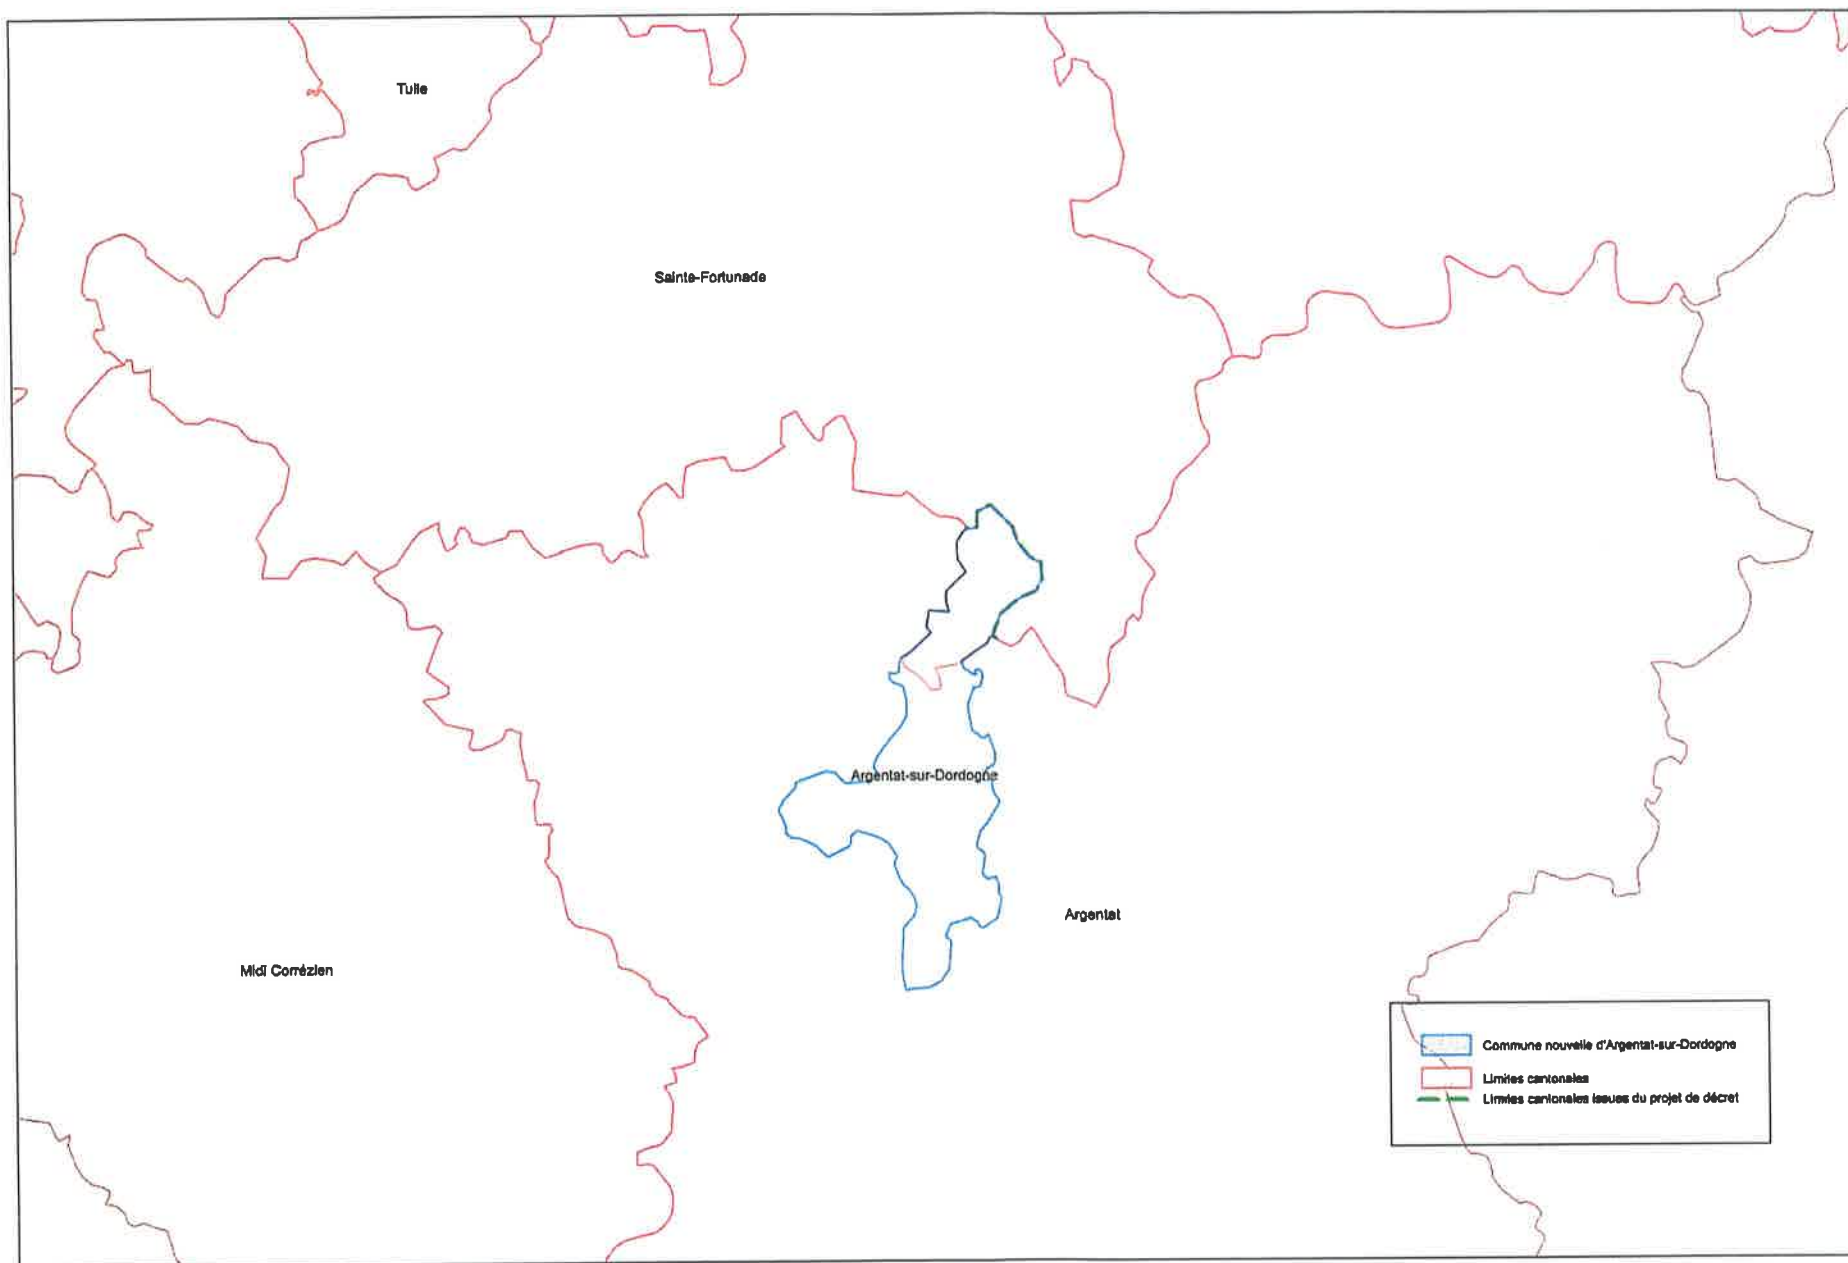 Tulle
Sainte-Fortunade
Argentat-sur-Dordogne
Argentat
Midi Corrézien
Commune nouvelle d'Argentat-sur-Dordogne
Limites cantonales
Limites cantonales issues du projet de décret